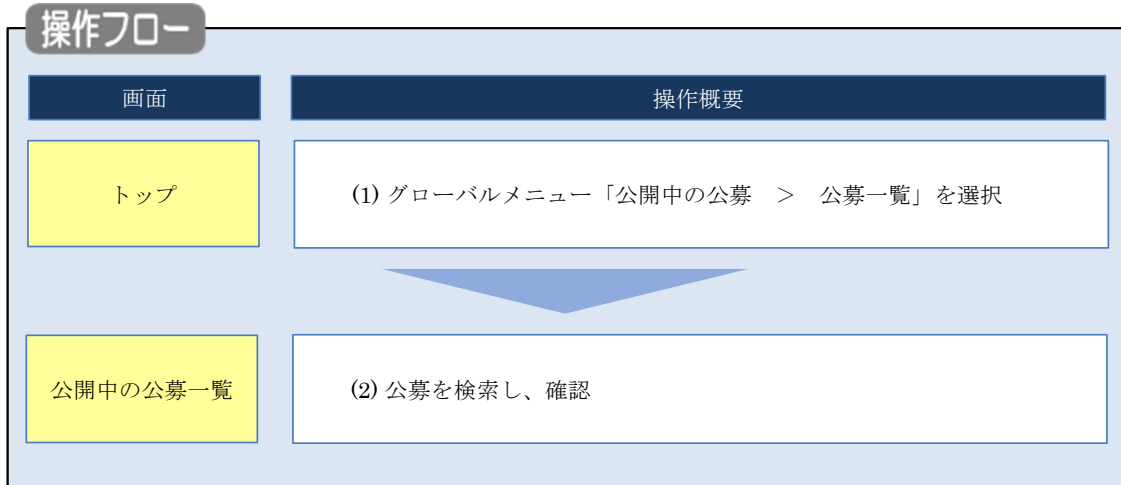 操作フロー
画面
操作概要
トップ
(1) グローバルメニュー「公開中の公募　＞　公募一覧」を選択
公開中の公募一覧
(2) 公募を検索し、確認